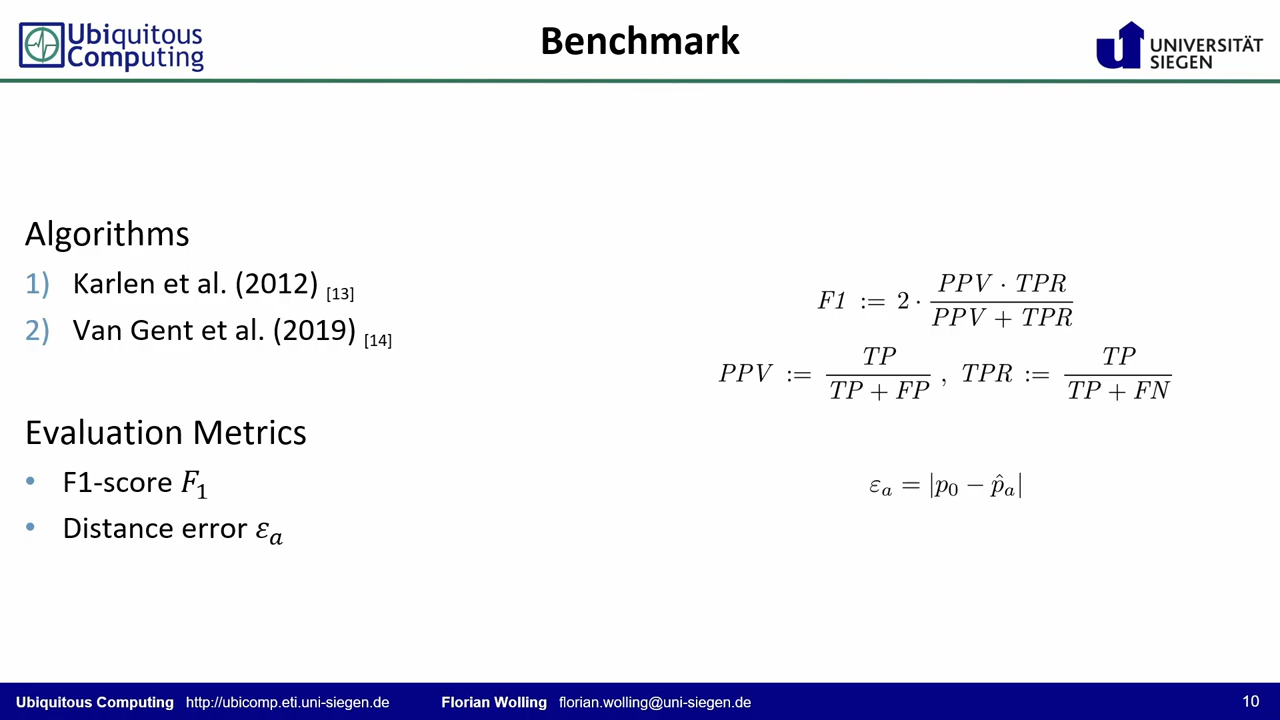 Ubiquitous
Computing
Benchmark
UNIVERSITÄT
SIEGEN
Algorithms
1) Karlen et al. (2012) [13]
2) Van Gent et al. (2019) [14]
Evaluation Metrics
• F1-score F₁
• Distance error εₐ
F1 := 2 · (PPV · TPR) / (PPV + TPR)
PPV := TP / (TP + FP) , TPR := TP / (TP + FN)
εₐ = |p₀ − p̂ₐ|
Ubiquitous Computing http://ubicomp.eti.uni-siegen.de Florian Wolling florian.wolling@uni-siegen.de 10